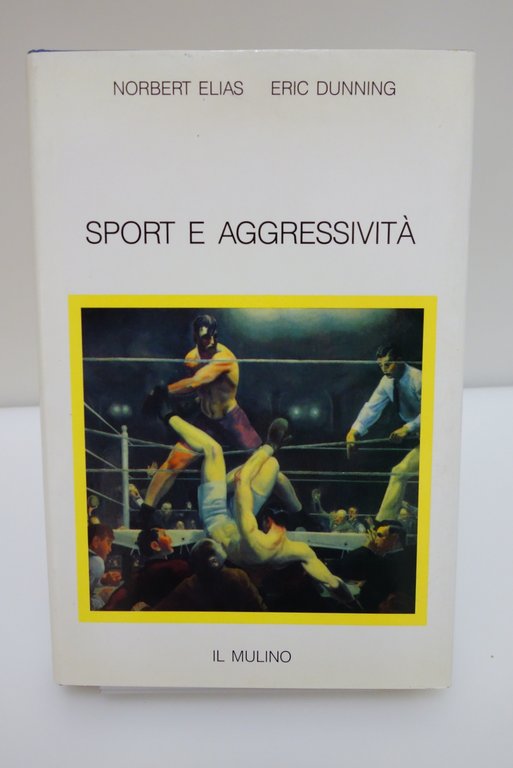 NORBERT ELIAS ERIC DUNNING
SPORT E AGGRESSIVITÀ
IL MULINO